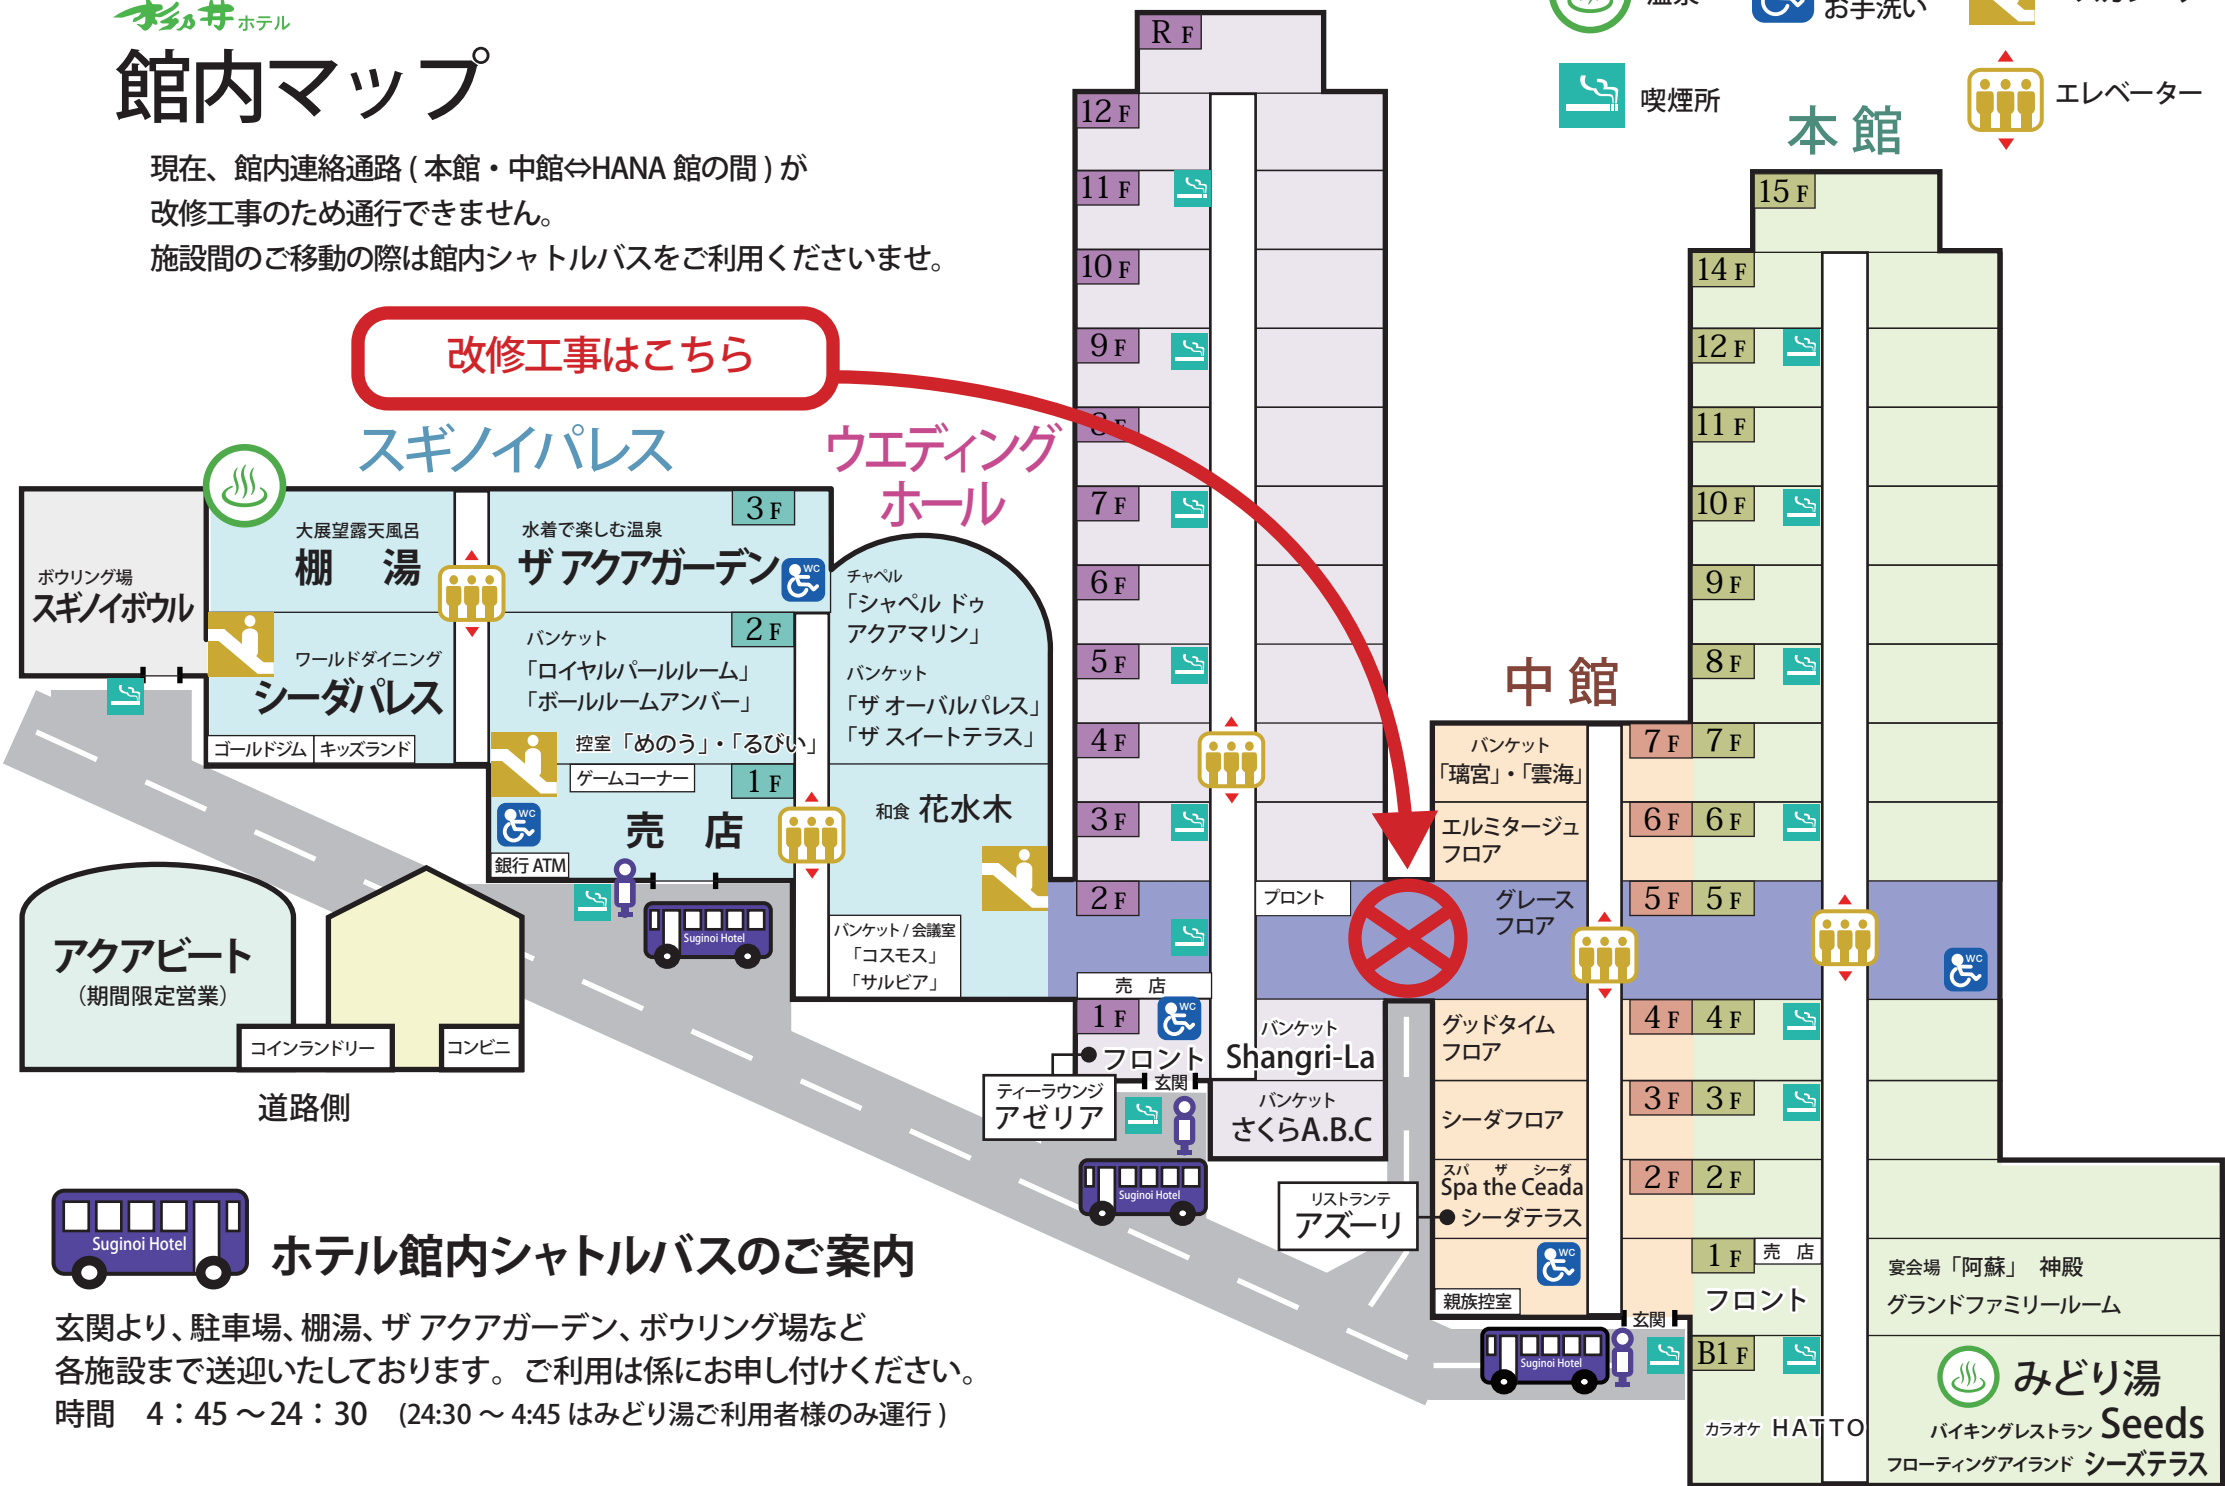 杉乃井ホテル
館内マップ
現在、館内連絡通路 ( 本館・中館⇔HANA 館の間 ) が
改修工事のため通行できません。
施設間のご移動の際は館内シャトルバスをご利用くださいませ。
改修工事はこちら
お手洗い
喫煙所
エレベーター
スギノイパレス
ボウリング場
スギノイボウル
大展望露天風呂
棚 湯
水着で楽しむ温泉
ザ アクアガーデン
3 F
WC
ワールドダイニング
シーダパレス
ゴールドジム
キッズランド
バンケット
「ロイヤルパールルーム」
「ボールルームアンバー」
2 F
控室 「めのう」・「るびい」
ゲームコーナー
1 F
WC
売 店
銀行 ATM
Suginoi Hotel
ウエディング
ホール
チャペル
「シャペル ドゥ
アクアマリン」
バンケット
「ザ オーバルパレス」
「ザ スイートテラス」
和食 花水木
バンケット / 会議室
「コスモス」
「サルビア」
アクアビート
（期間限定営業）
コインランドリー
コンビニ
道路側
R F
12 F
11 F
10 F
9 F
8 F
7 F
6 F
5 F
4 F
3 F
2 F
フロント
売 店
1 F
WC
フロント
玄関
バンケット
Shangri-La
バンケット
さくらA.B.C
ティーラウンジ
アゼリア
Suginoi Hotel
中 館
バンケット
「璃宮」・「雲海」
7 F
エルミタージュ
フロア
6 F
グレース
フロア
5 F
グッドタイム
フロア
4 F
シーダフロア
3 F
スパ ザ シーダ
Spa the Ceada
シーダテラス
2 F
リストランテ
アズーリ
WC
親族控室
玄関
Suginoi Hotel
本 館
15 F
14 F
12 F
11 F
10 F
9 F
8 F
7 F
6 F
5 F
WC
4 F
3 F
2 F
1 F
売 店
フロント
宴会場 「阿蘇」 神殿
グランドファミリールーム
B1 F
カラオケ HATTO
みどり湯
バイキングレストラン Seeds
フローティングアイランド シーズテラス
Suginoi Hotel
ホテル館内シャトルバスのご案内
玄関より、駐車場、棚湯、ザ アクアガーデン、ボウリング場など
各施設まで送迎いたしております。ご利用は係にお申し付けください。
時間 4：45 ～ 24：30 (24:30 ～ 4:45 はみどり湯ご利用者様のみ運行 )